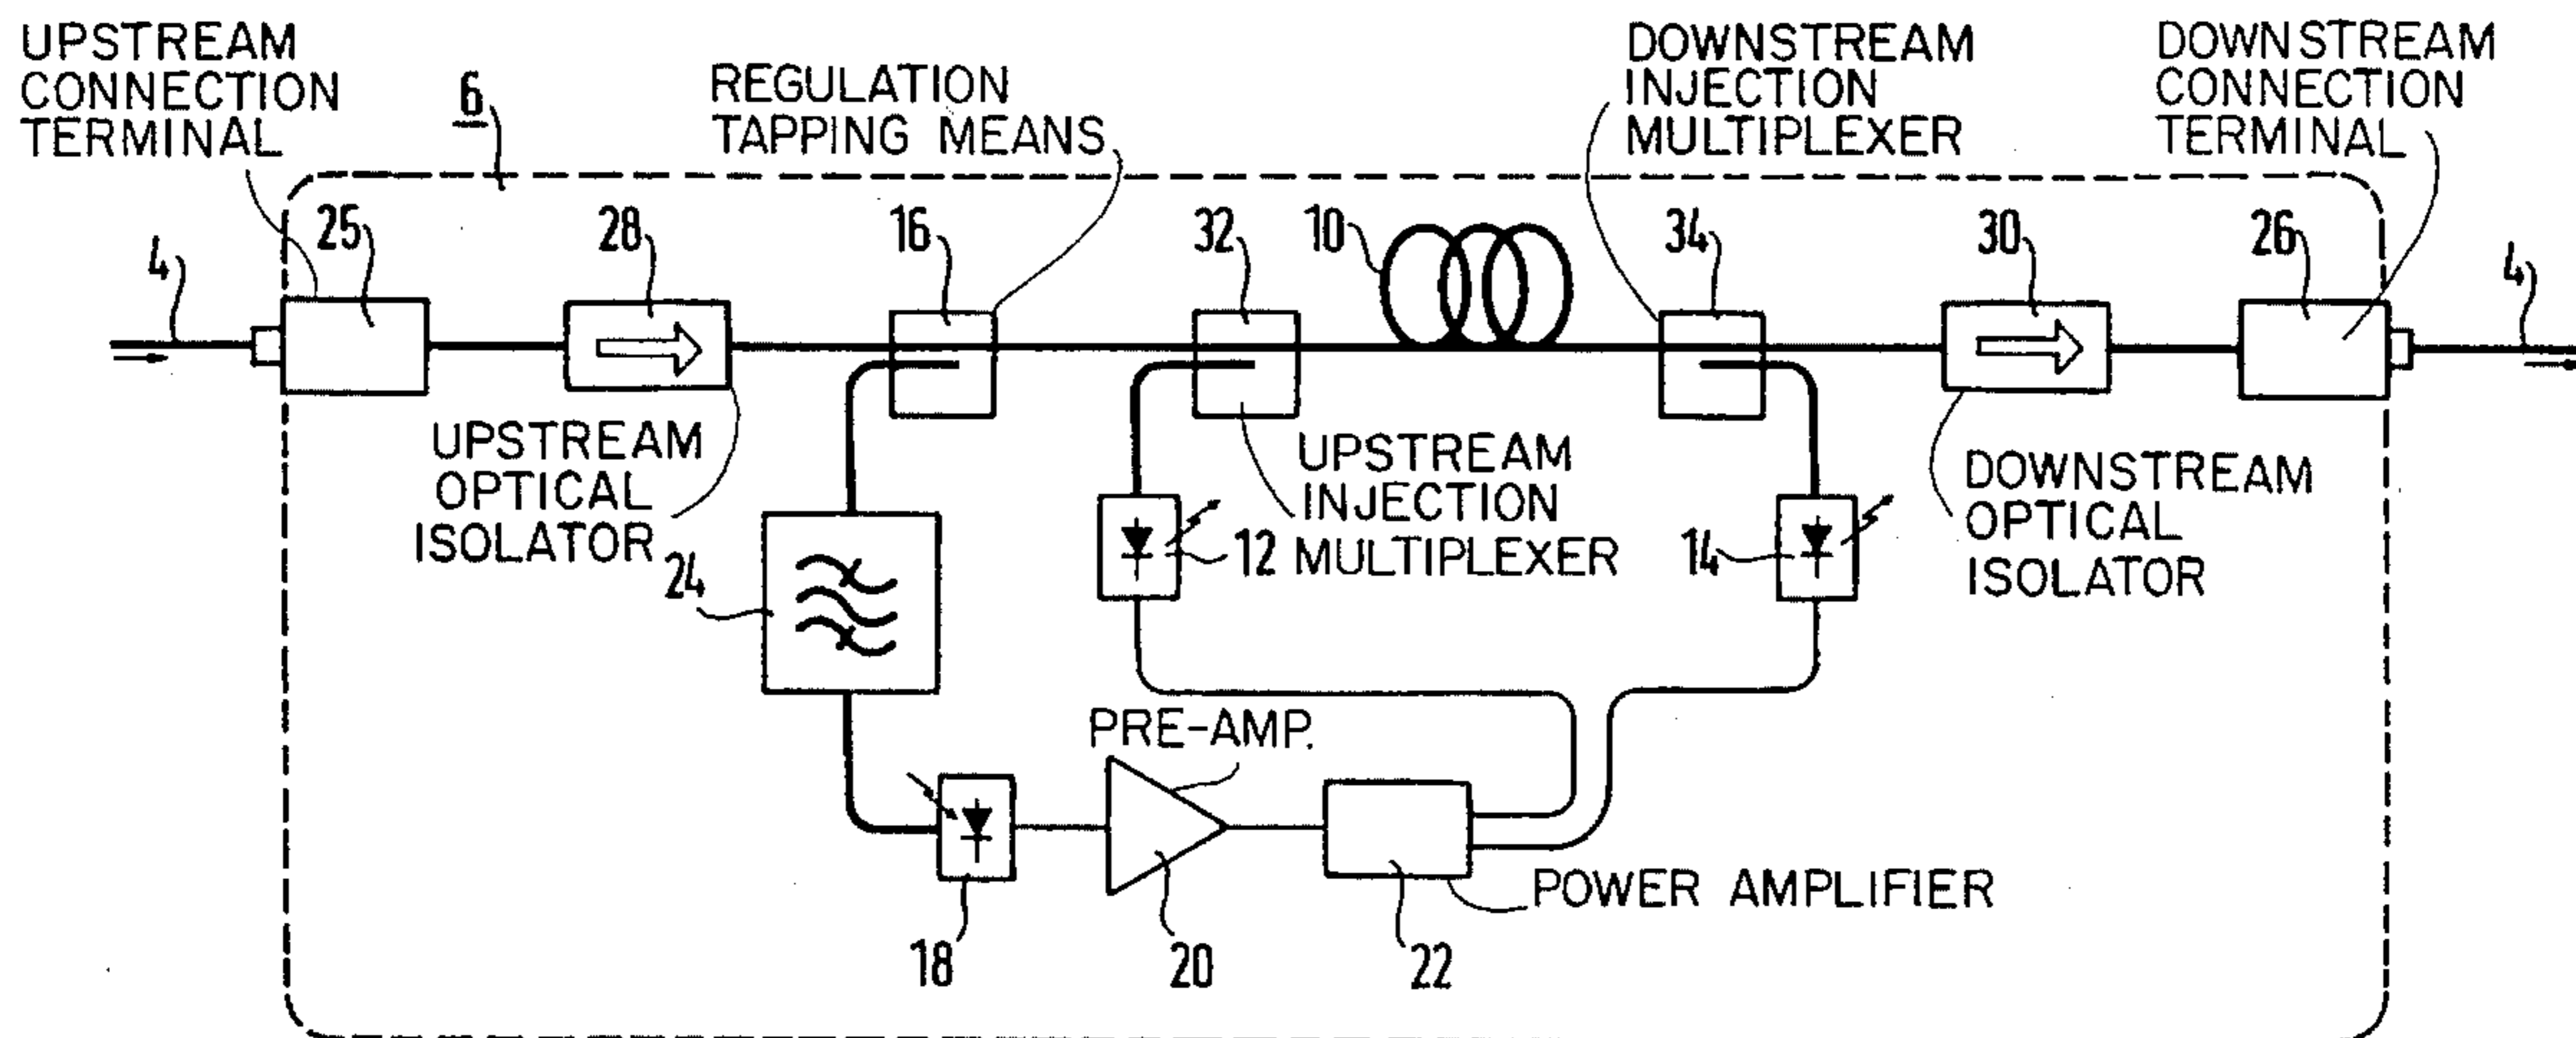 UPSTREAM
CONNECTION
TERMINAL
6
REGULATION
TAPPING MEANS
DOWNSTREAM
INJECTION
MULTIPLEXER
DOWNSTREAM
CONNECTION
TERMINAL
4
25
28
16
32
10
34
30
26
4
UPSTREAM
OPTICAL
ISOLATOR
24
UPSTREAM
INJECTION
MULTIPLEXER
12
14
DOWNSTREAM
OPTICAL
ISOLATOR
PRE-AMP.
POWER AMPLIFIER
18
20
22